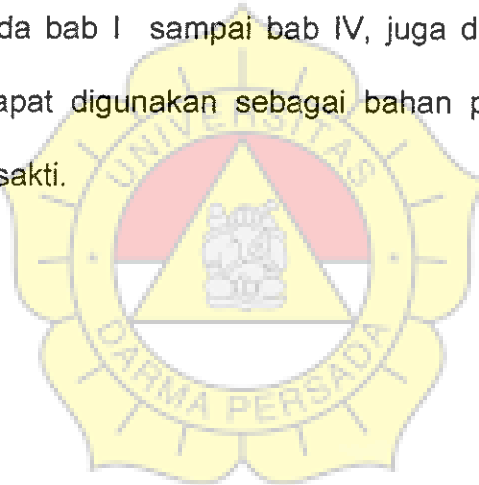 da bab I sampai bab IV, juga d
apat digunakan sebagai bahan p
sakti.
UNIVERSITAS
DARMA PERSADA